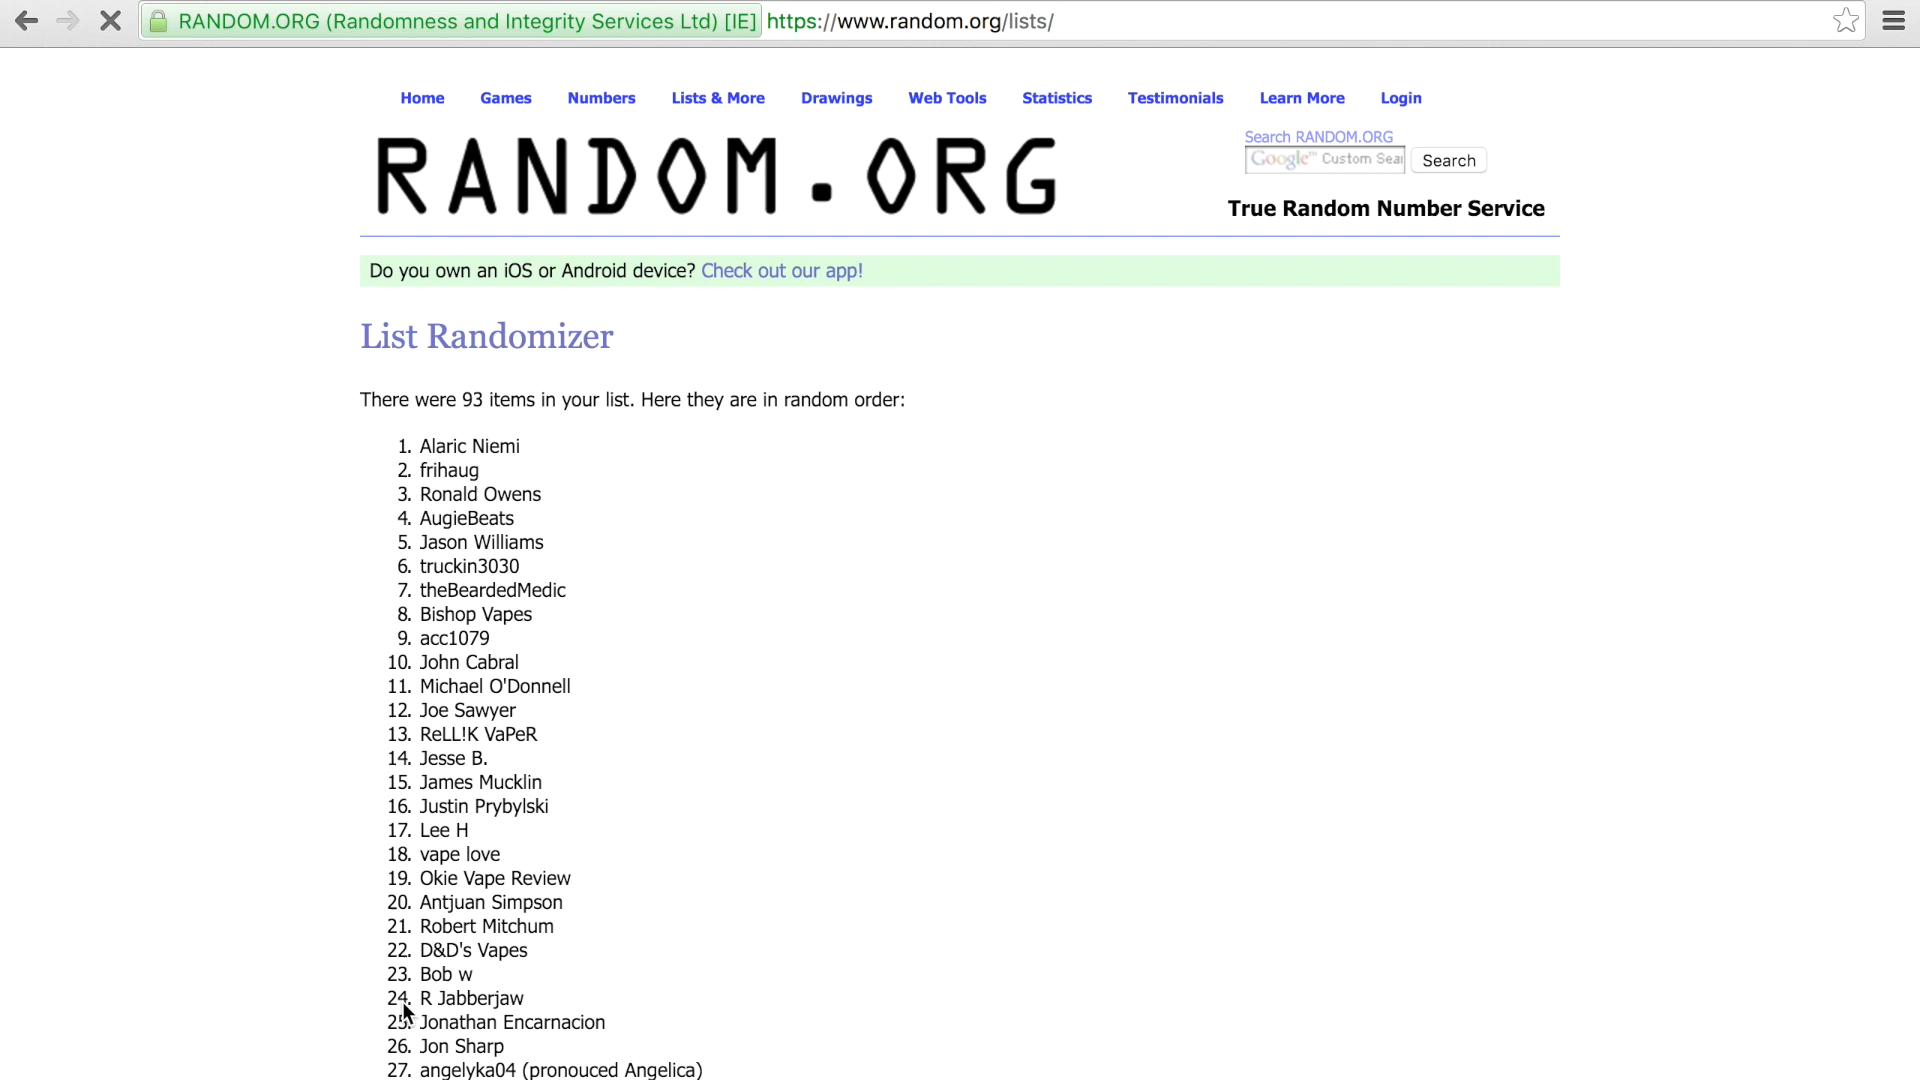 RANDOM.ORG (Randomness and Integrity Services Ltd) [IE] https://www.random.org/lists/
Home Games Numbers Lists & More Drawings Web Tools Statistics Testimonials Learn More Login
RANDOM.ORG
Search RANDOM.ORG
Google™ Custom Sear Search
True Random Number Service
Do you own an iOS or Android device? Check out our app!
List Randomizer
There were 93 items in your list. Here they are in random order:
1. Alaric Niemi
2. frihaug
3. Ronald Owens
4. AugieBeats
5. Jason Williams
6. truckin3030
7. theBeardedMedic
8. Bishop Vapes
9. acc1079
10. John Cabral
11. Michael O'Donnell
12. Joe Sawyer
13. ReLL!K VaPeR
14. Jesse B.
15. James Mucklin
16. Justin Prybylski
17. Lee H
18. vape love
19. Okie Vape Review
20. Antjuan Simpson
21. Robert Mitchum
22. D&D's Vapes
23. Bob w
24. R Jabberjaw
25. Jonathan Encarnacion
26. Jon Sharp
27. angelyka04 (pronouced Angelica)